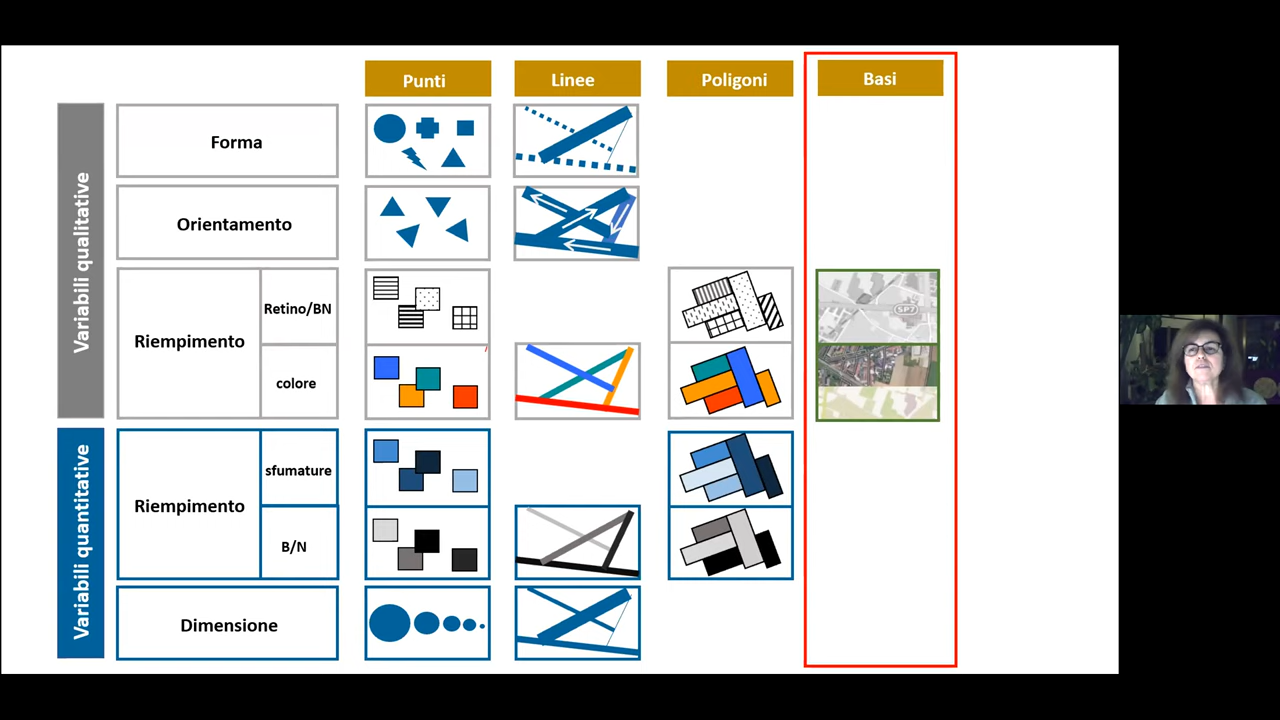 Punti
Linee
Poligoni
Basi
Variabili qualitative
Forma
Orientamento
Riempimento
Retino/BN
colore
SP7
Variabili quantitative
Riempimento
sfumature
B/N
Dimensione